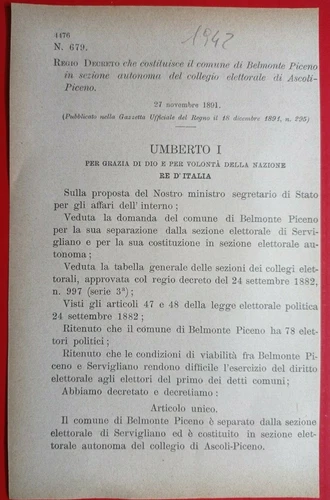 4476
1942
N. 679.
REGIO DECRETO che costituisce il comune di Belmonte Piceno
in sezione autonoma del collegio elettorale di Ascoli-
Piceno.
27 novembre 1891.
(Pubblicato nella Gazzetta Ufficiale del Regno il 18 dicembre 1891, n. 295)
UMBERTO I
PER GRAZIA DI DIO E PER VOLONTÀ DELLA NAZIONE
RE D'ITALIA
Sulla proposta del Nostro ministro segretario di Stato
per gli affari dell'interno;
Veduta la domanda del comune di Belmonte Piceno
per la sua separazione dalla sezione elettorale di Servi-
gliano e per la sua costituzione in sezione elettorale au-
tonoma;
Veduta la tabella generale delle sezioni dei collegi elet-
torali, approvata col regio decreto del 24 settembre 1882,
n. 997 (serie 3ª);
Visti gli articoli 47 e 48 della legge elettorale politica
24 settembre 1882;
Ritenuto che il comune di Belmonte Piceno ha 78 elet-
tori politici;
Ritenuto che le condizioni di viabilità fra Belmonte Pi-
ceno e Servigliano rendono difficile l'esercizio del diritto
elettorale agli elettori del primo dei detti comuni;
Abbiamo decretato e decretiamo:
Articolo unico.
Il comune di Belmonte Piceno è separato dalla sezione
elettorale di Servigliano ed è costituito in sezione elet-
torale autonoma del collegio di Ascoli-Piceno.